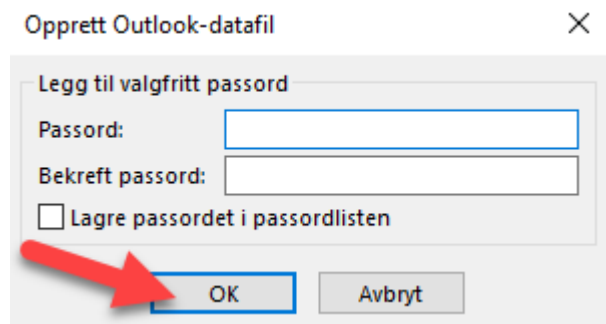 Opprett Outlook-datafil
Legg til valgfritt passord
Passord:
Bekreft passord:
Lagre passordet i passordlisten
OK Avbryt